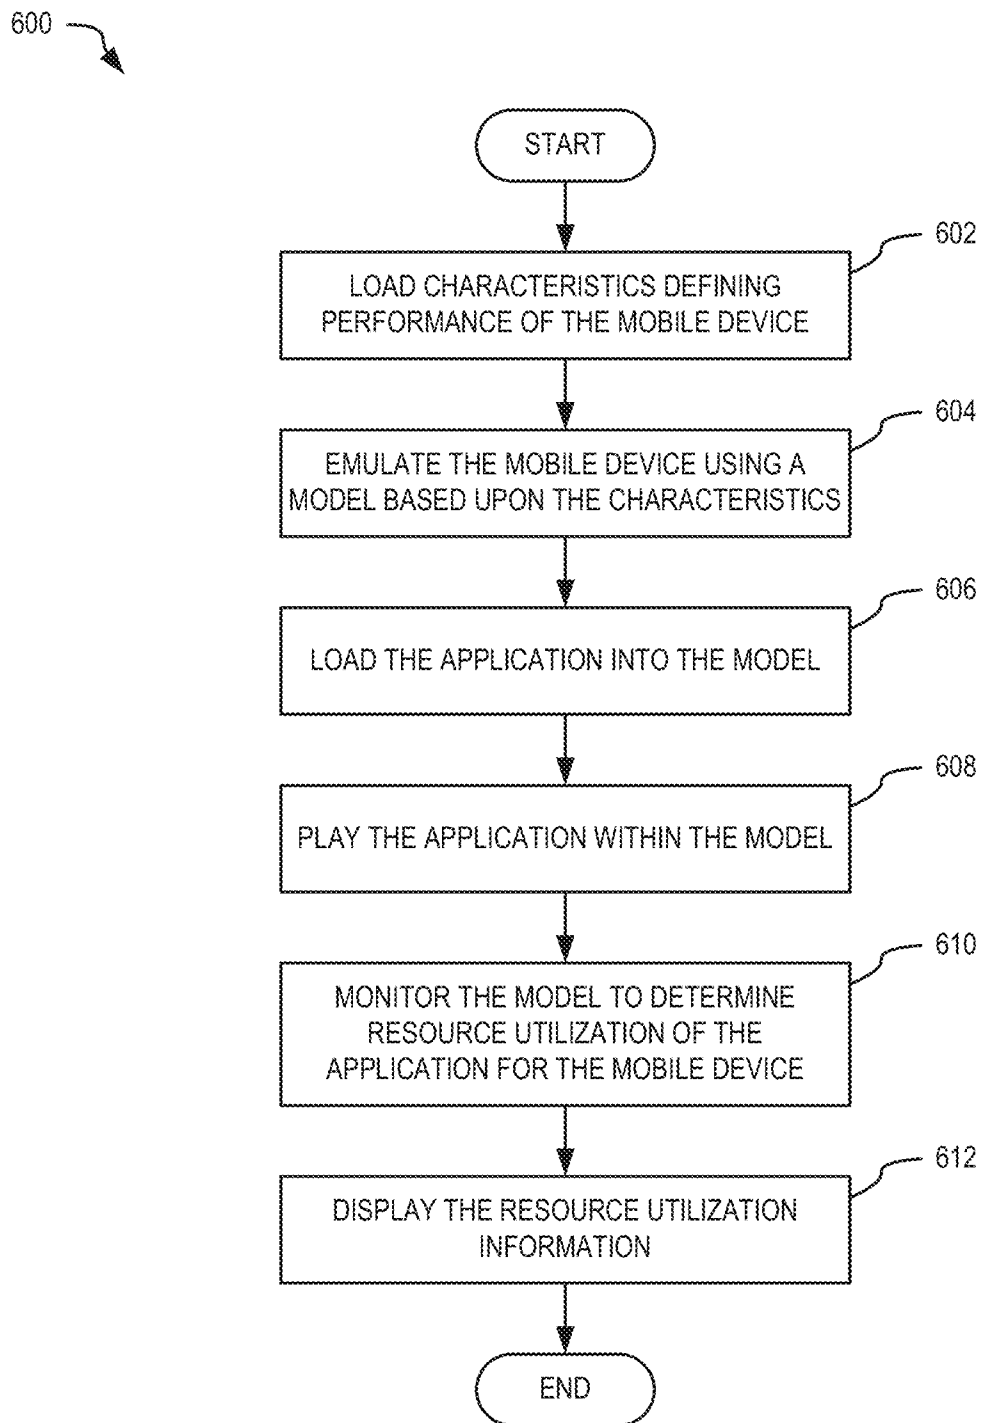 600
START
602
LOAD CHARACTERISTICS DEFINING
PERFORMANCE OF THE MOBILE DEVICE
604
EMULATE THE MOBILE DEVICE USING A
MODEL BASED UPON THE CHARACTERISTICS
606
LOAD THE APPLICATION INTO THE MODEL
608
PLAY THE APPLICATION WITHIN THE MODEL
610
MONITOR THE MODEL TO DETERMINE
RESOURCE UTILIZATION OF THE
APPLICATION FOR THE MOBILE DEVICE
612
DISPLAY THE RESOURCE UTILIZATION
INFORMATION
END